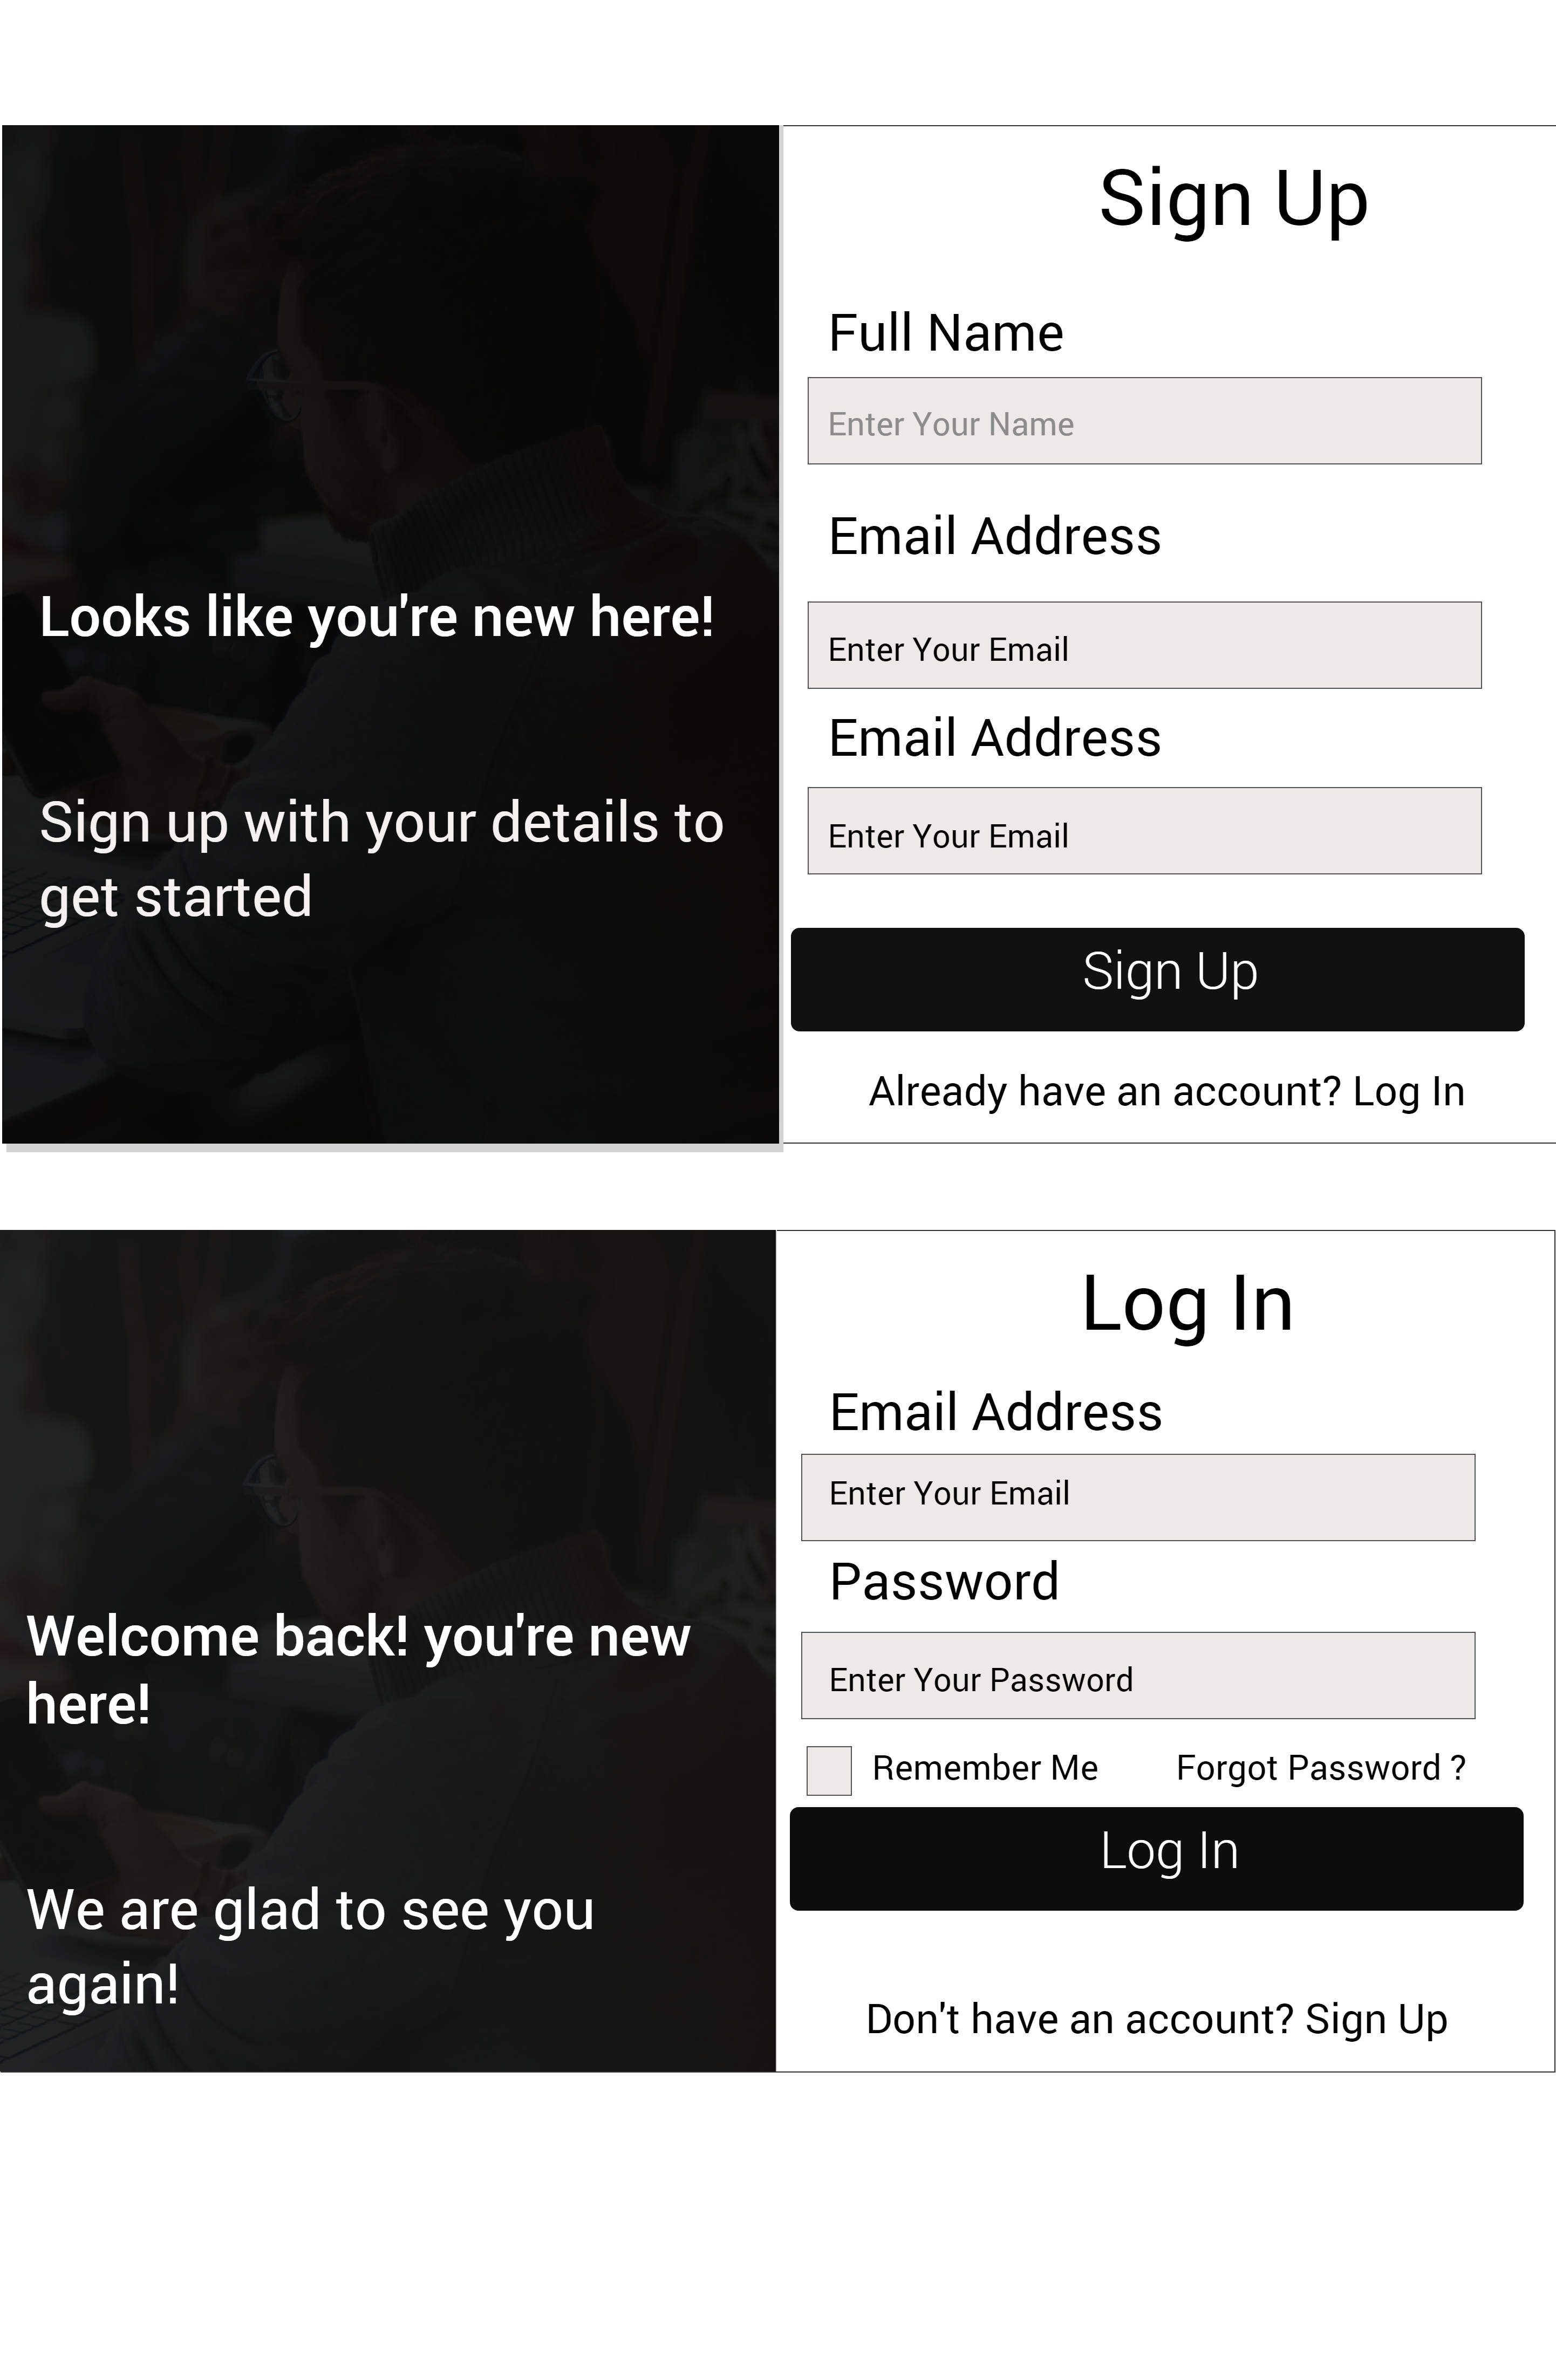 Sign Up
Full Name
Enter Your Name
Email Address
Enter Your Email
Email Address
Enter Your Email
Sign Up
Already have an account? Log In
Looks like you're new here!
Sign up with your details to
get started
Log In
Email Address
Enter Your Email
Password
Enter Your Password
Remember Me
Forgot Password ?
Log In
Don't have an account? Sign Up
Welcome back! you're new
here!
We are glad to see you
again!